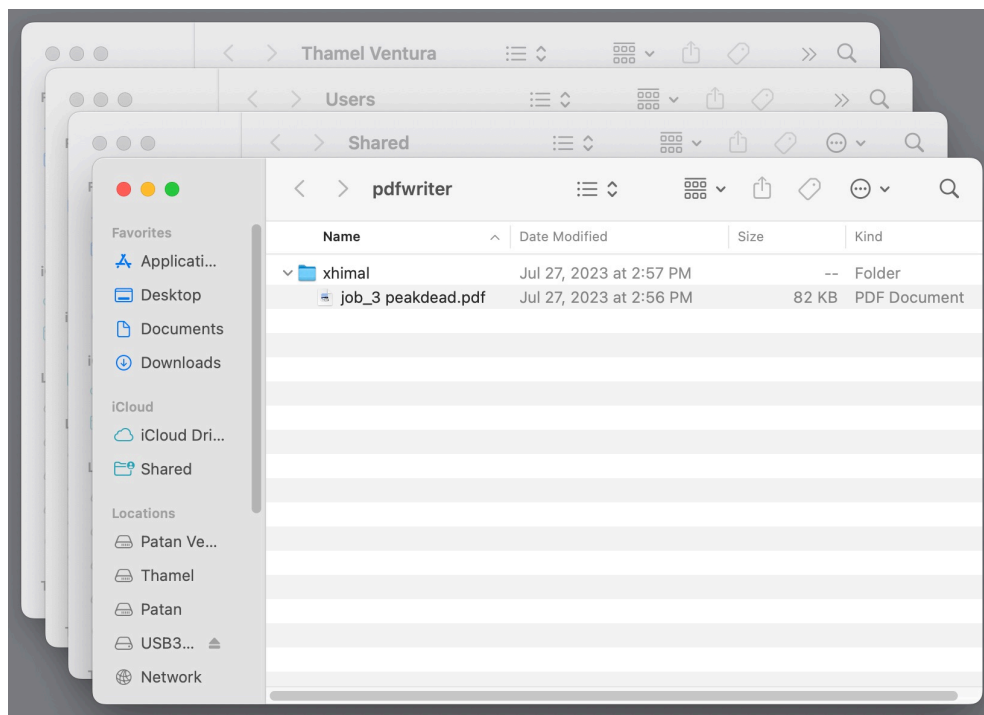 Thamel Ventura
Users
Shared
pdfwriter
Favorites
Applicati...
Desktop
Documents
Downloads
iCloud
iCloud Dri...
Shared
Locations
Patan Ve...
Thamel
Patan
USB3...
Network
Name Date Modified Size Kind
xhimal Jul 27, 2023 at 2:57 PM -- Folder
job_3 peakdead.pdf Jul 27, 2023 at 2:56 PM 82 KB PDF Document